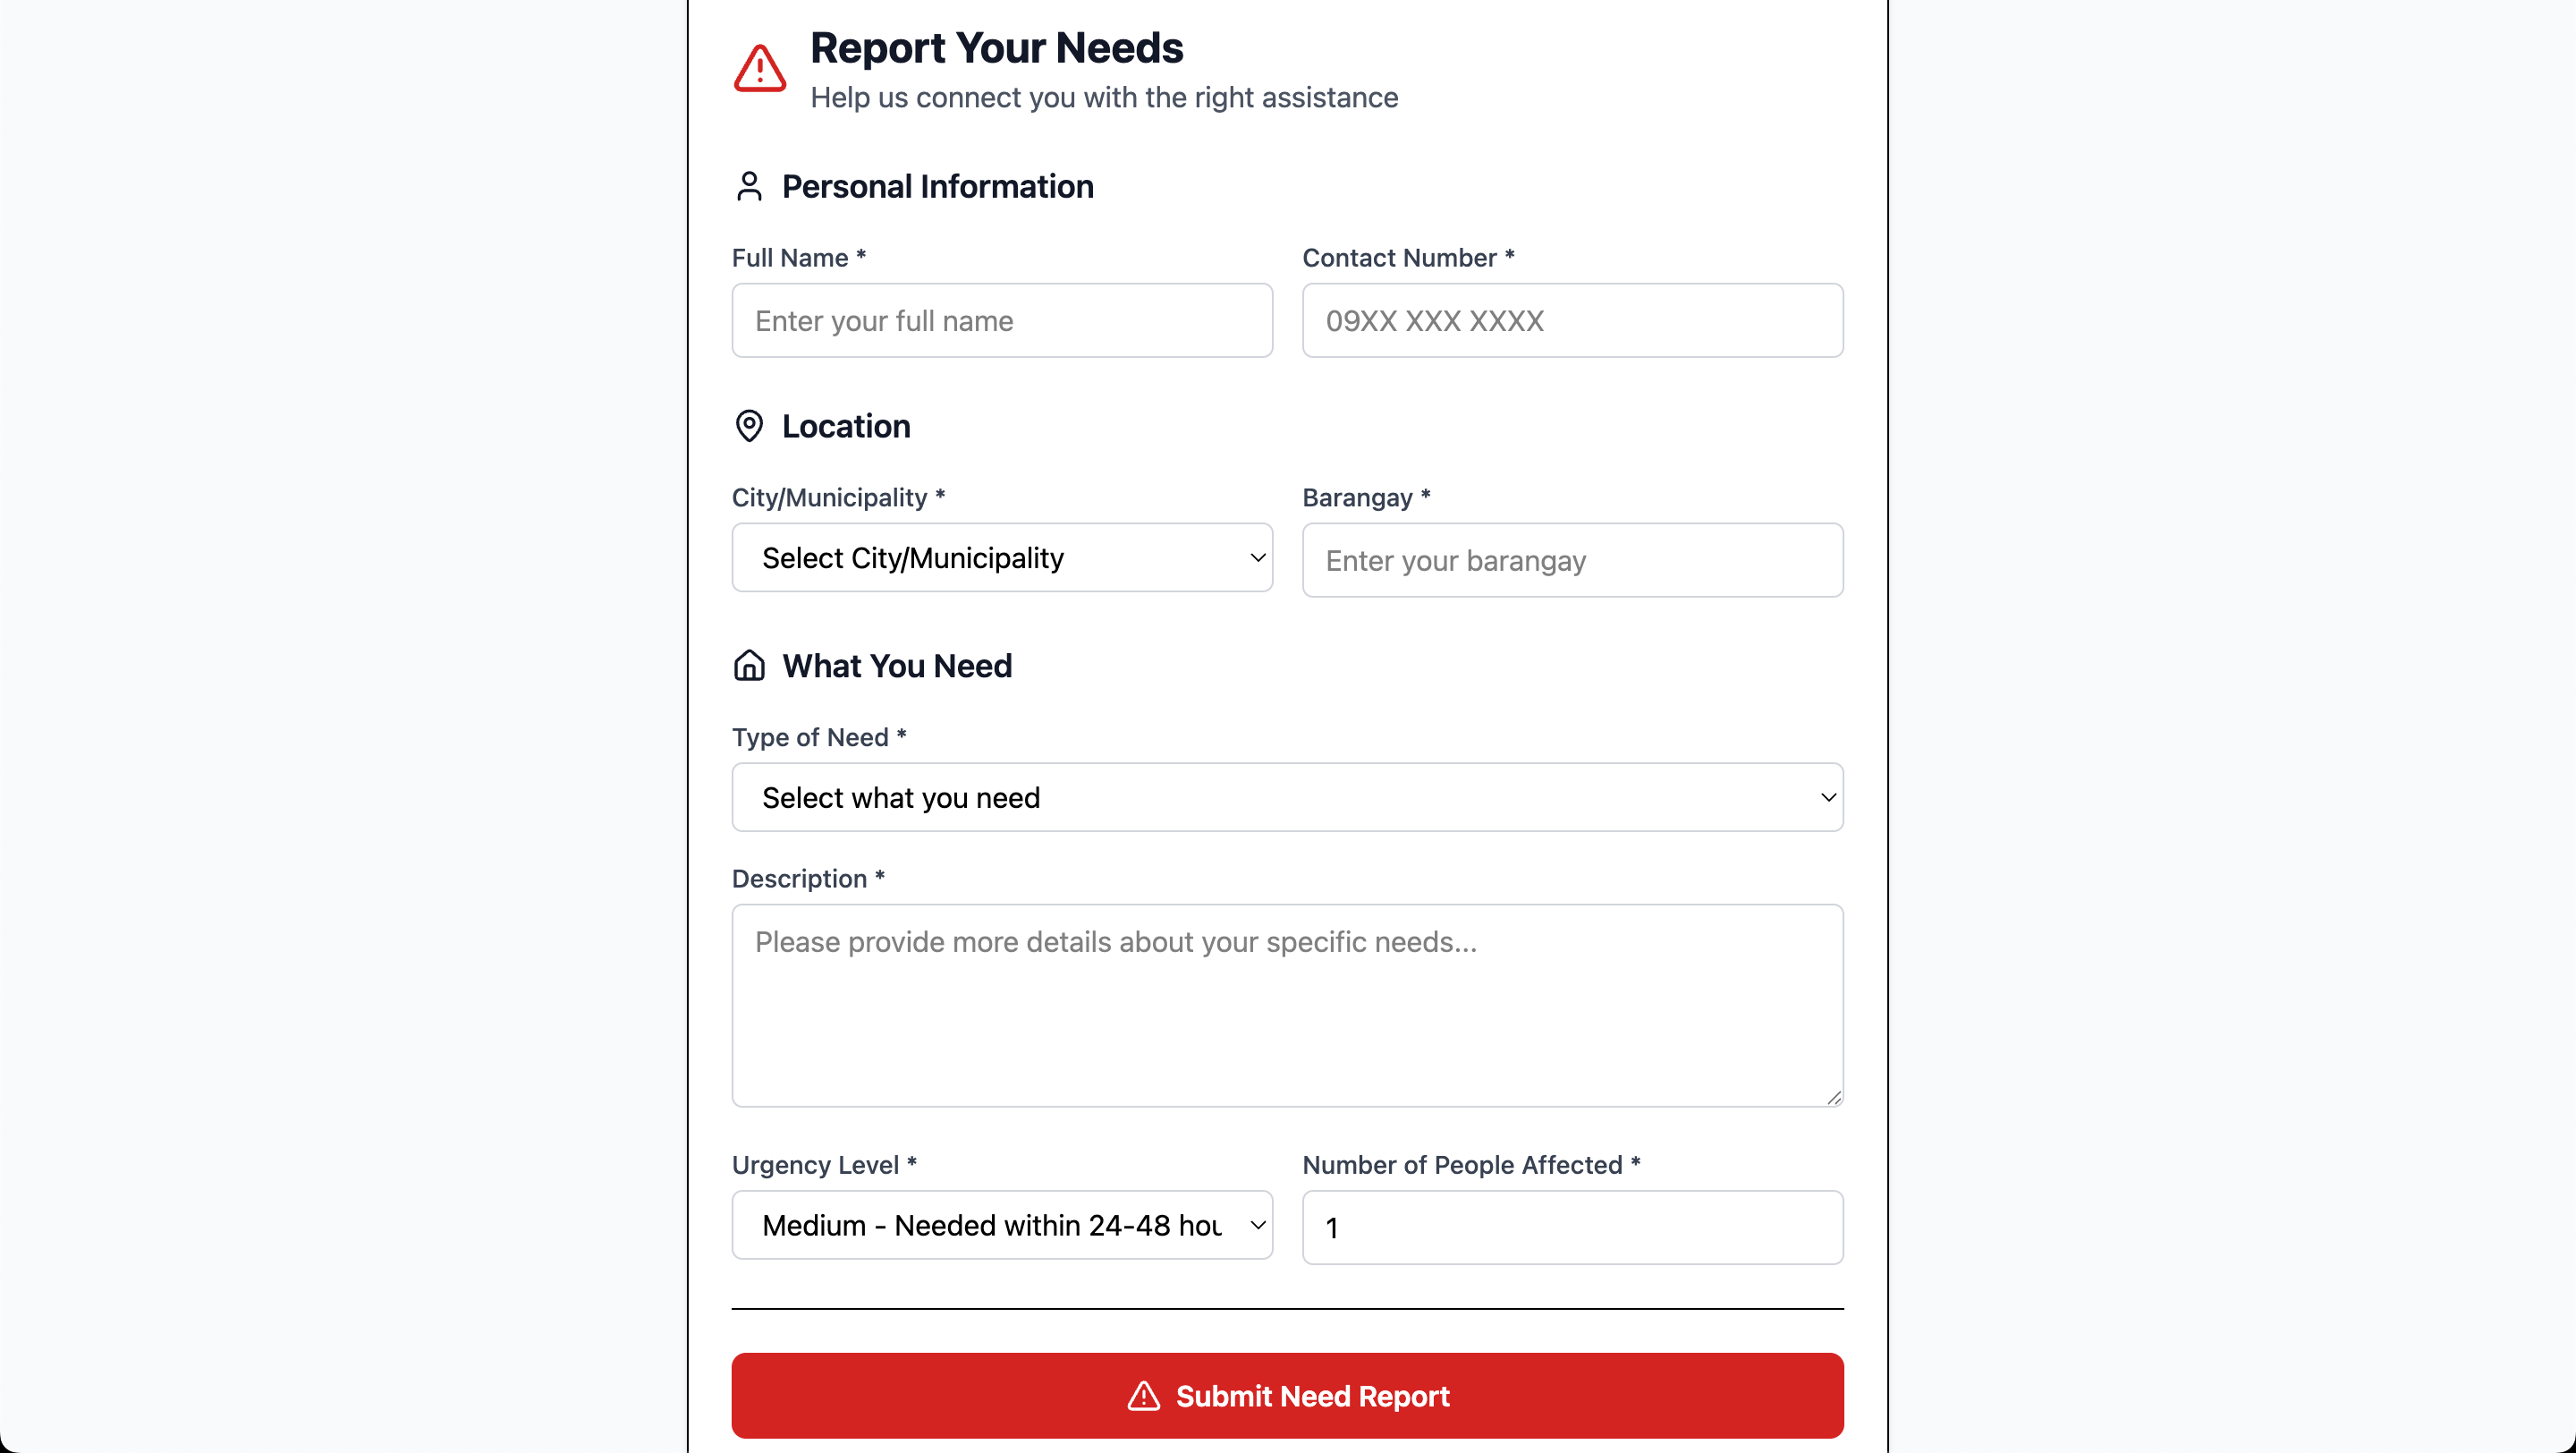 Report Your Needs
Help us connect you with the right assistance
Personal Information
Full Name *
Contact Number *
Enter your full name
09XX XXX XXXX
Location
City/Municipality *
Barangay *
Select City/Municipality
Enter your barangay
What You Need
Type of Need *
Select what you need
Description *
Please provide more details about your specific needs...
Urgency Level *
Number of People Affected *
Medium - Needed within 24-48 hou
1
Submit Need Report